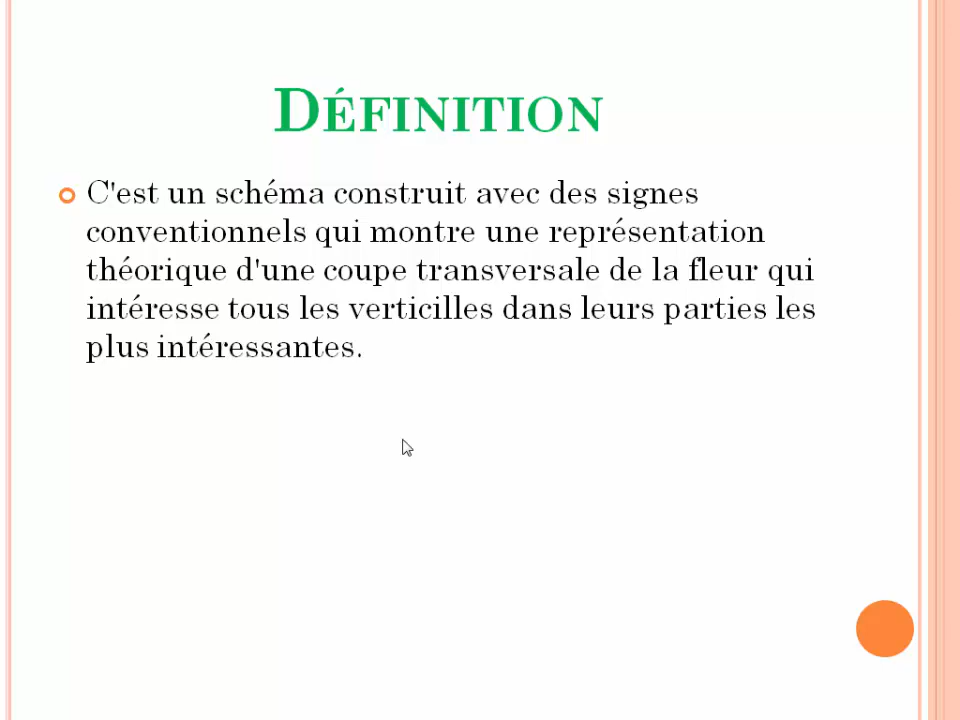 DÉFINITION
C'est un schéma construit avec des signes
conventionnels qui montre une représentation
théorique d'une coupe transversale de la fleur qui
intéresse tous les verticilles dans leurs parties les
plus intéressantes.